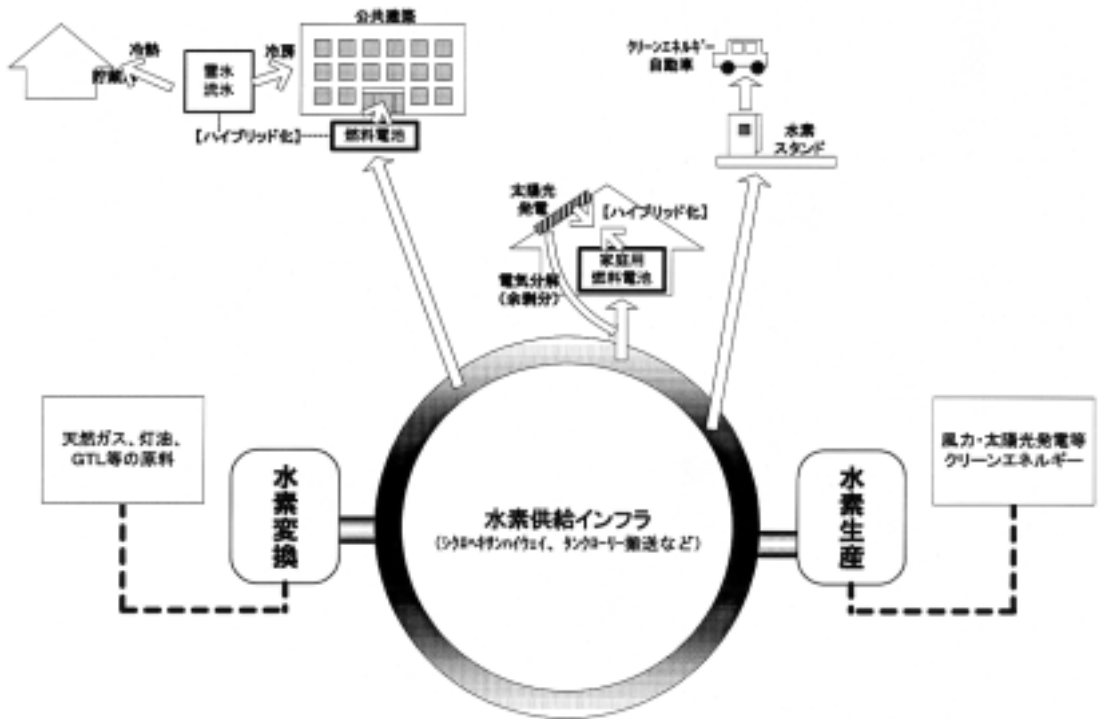 公共建築
冷熱
冷房
雪氷
流氷
【ハイブリッド化】
燃料電池
クリーンエネルギー
自動車
水素
スタンド
太陽光
発電
【ハイブリッド化】
家庭用
燃料電池
電気分解
(余剰分)
天然ガス、灯油、
GTL等の原料
水素変換
水素供給インフラ
(シクロヘキサンハイウェイ、タンクローリー搬送など)
水素生産
風力・太陽光発電等
クリーンエネルギー